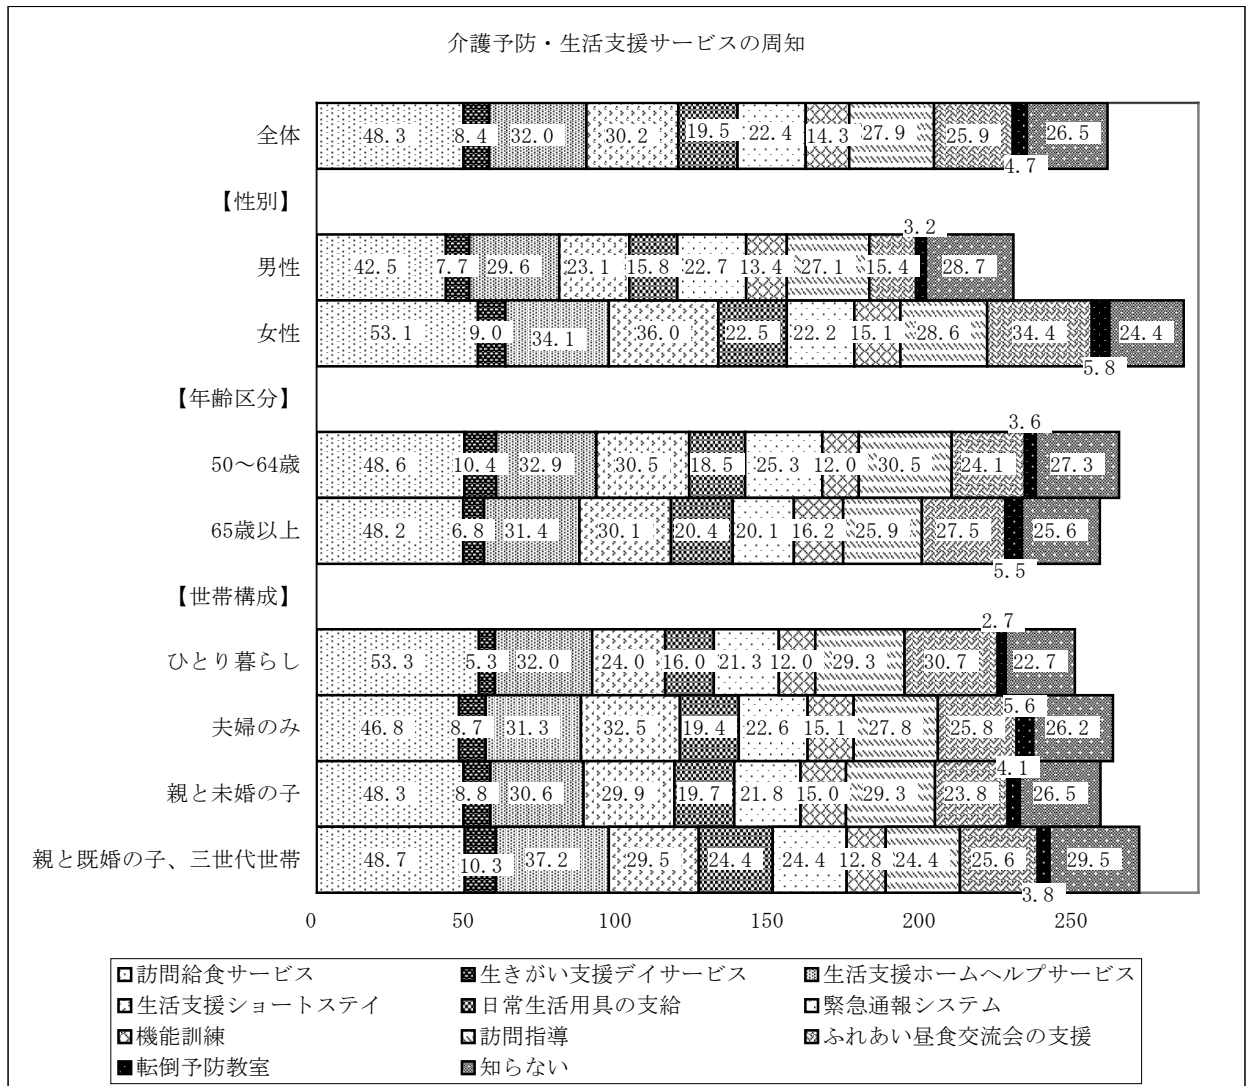 介護予防・生活支援サービスの周知
全体 48.3 8.4 32.0 30.2 19.5 22.4 14.3 27.9 25.9 4.7 26.5
【性別】
男性 42.5 7.7 29.6 23.1 15.8 22.7 13.4 27.1 15.4 3.2 28.7
女性 53.1 9.0 34.1 36.0 22.5 22.2 15.1 28.6 34.4 5.8 24.4
【年齢区分】
50～64歳 48.6 10.4 32.9 30.5 18.5 25.3 12.0 30.5 24.1 3.6 27.3
65歳以上 48.2 6.8 31.4 30.1 20.4 20.1 16.2 25.9 27.5 5.5 25.6
【世帯構成】
ひとり暮らし 53.3 5.3 32.0 24.0 16.0 21.3 12.0 29.3 30.7 2.7 22.7
夫婦のみ 46.8 8.7 31.3 32.5 19.4 22.6 15.1 27.8 25.8 5.6 26.2
親と未婚の子 48.3 8.8 30.6 29.9 19.7 21.8 15.0 29.3 23.8 4.1 26.5
親と既婚の子、三世代世帯 48.7 10.3 37.2 29.5 24.4 24.4 12.8 24.4 25.6 3.8 29.5
0 50 100 150 200 250
訪問給食サービス 生きがい支援デイサービス 生活支援ホームヘルプサービス
生活支援ショートステイ 日常生活用具の支給 緊急通報システム
機能訓練 訪問指導 ふれあい昼食交流会の支援
転倒予防教室 知らない